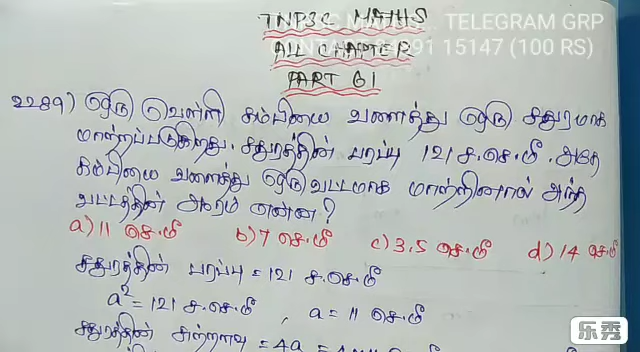 TNPSC MATHS
TELEGRAM GRP
ALL CHAPTER
15147 (100 RS)
PART 61
2289) ஒரு வெள்ளி கம்பியை வளைத்து ஒரு சதுரமாக
மாற்றப்படுகிறது. சதுரத்தின் பரப்பு 121 ச.செ.மீ. அதே
கம்பியை வளைத்து ஒரு வட்டமாக மாற்றினால் அந்த
வட்டத்தின் ஆரம் என்ன?
a) 11 செ.மீ b) 7 செ.மீ c) 3.5 செ.மீ d) 14 செ.மீ
சதுரத்தின் பரப்பு = 121 ச.செ.மீ
a² = 121 ச.செ.மீ, a = 11 செ.மீ
சதுரத்தின் சுற்றளவு = 4a =
乐秀